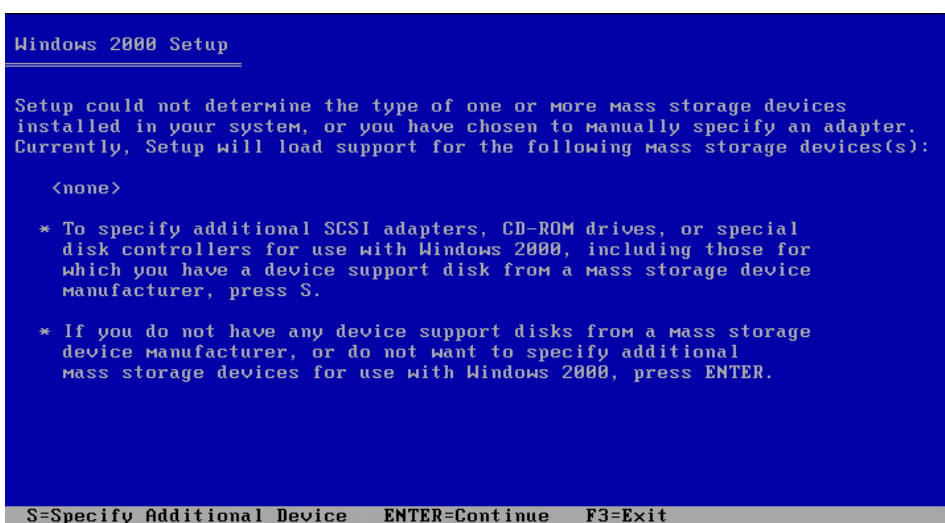 Windows 2000 Setup
Setup could not determine the type of one or more mass storage devices
installed in your system, or you have chosen to manually specify an adapter.
Currently, Setup will load support for the following mass storage devices(s):
<none>
* To specify additional SCSI adapters, CD-ROM drives, or special
disk controllers for use with Windows 2000, including those for
which you have a device support disk from a mass storage device
manufacturer, press S.
* If you do not have any device support disks from a mass storage
device manufacturer, or do not want to specify additional
mass storage devices for use with Windows 2000, press ENTER.
S=Specify Additional Device ENTER=Continue F3=Exit